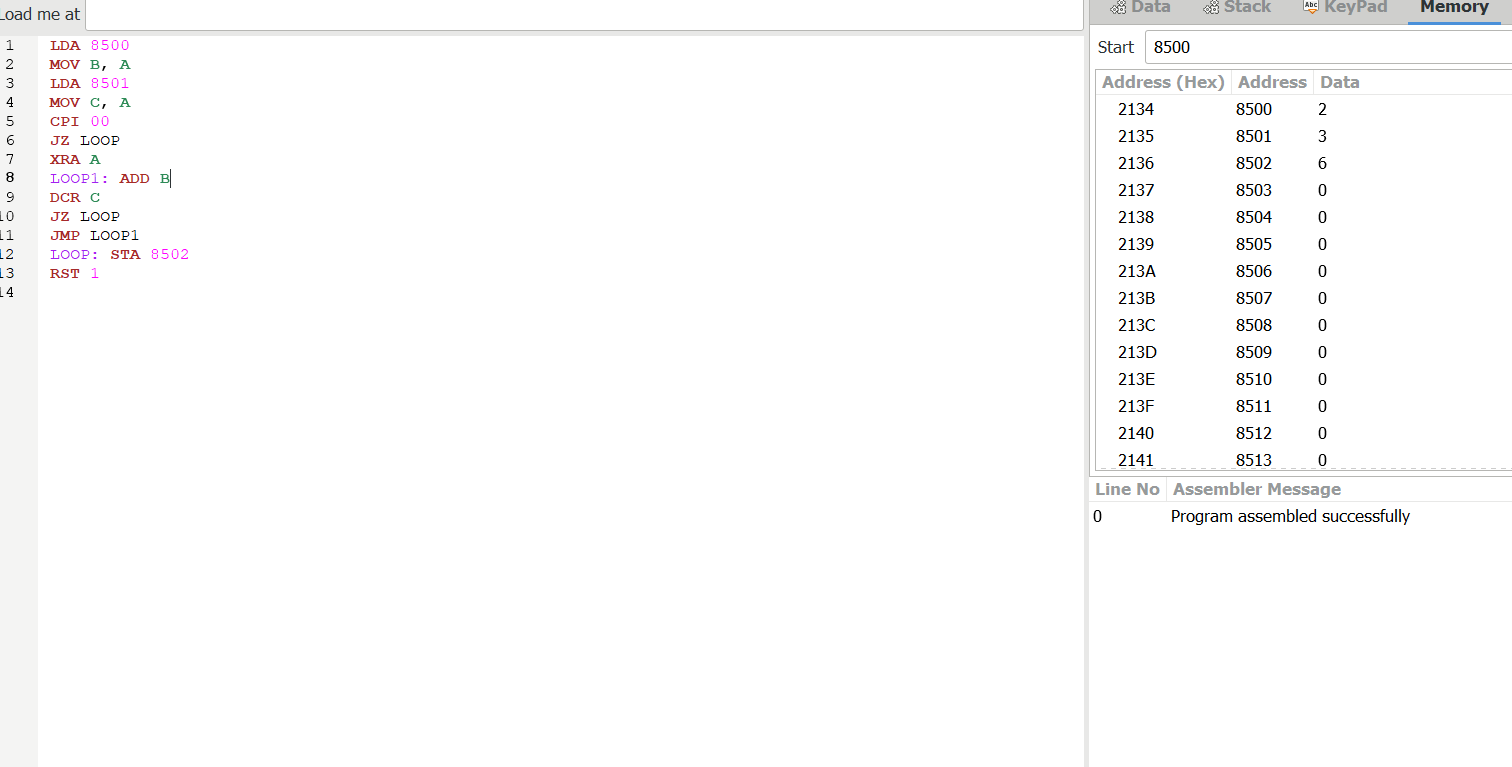 Load me at
1 LDA 8500
2 MOV B, A
3 LDA 8501
4 MOV C, A
5 CPI 00
6 JZ LOOP
7 XRA A
8 LOOP1: ADD B
9 DCR C
10 JZ LOOP
11 JMP LOOP1
12 LOOP: STA 8502
13 RST 1
14
Data Stack Abc KeyPad Memory
Start 8500
Address (Hex) Address Data
2134 8500 2
2135 8501 3
2136 8502 6
2137 8503 0
2138 8504 0
2139 8505 0
213A 8506 0
213B 8507 0
213C 8508 0
213D 8509 0
213E 8510 0
213F 8511 0
2140 8512 0
2141 8513 0
Line No Assembler Message
0 Program assembled successfully